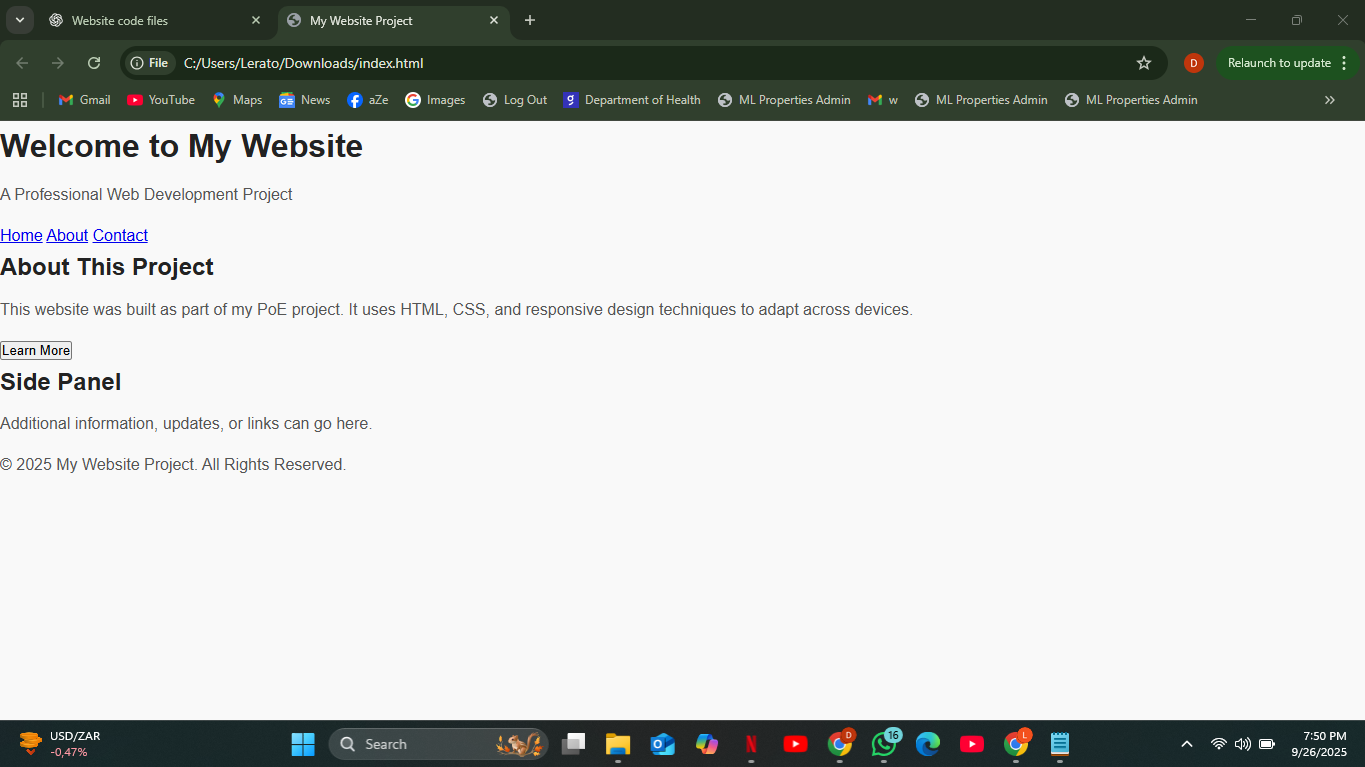 Website code files
My Website Project
File C:/Users/Lerato/Downloads/index.html D Relaunch to update
Gmail YouTube Maps News aZe Images Log Out Department of Health ML Properties Admin w ML Properties Admin ML Properties Admin »
Welcome to My Website
A Professional Web Development Project
Home About Contact
About This Project
This website was built as part of my PoE project. It uses HTML, CSS, and responsive design techniques to adapt across devices.
Learn More
Side Panel
Additional information, updates, or links can go here.
© 2025 My Website Project. All Rights Reserved.
USD/ZAR
-0,47%
Search
D
16
L
7:50 PM
9/26/2025